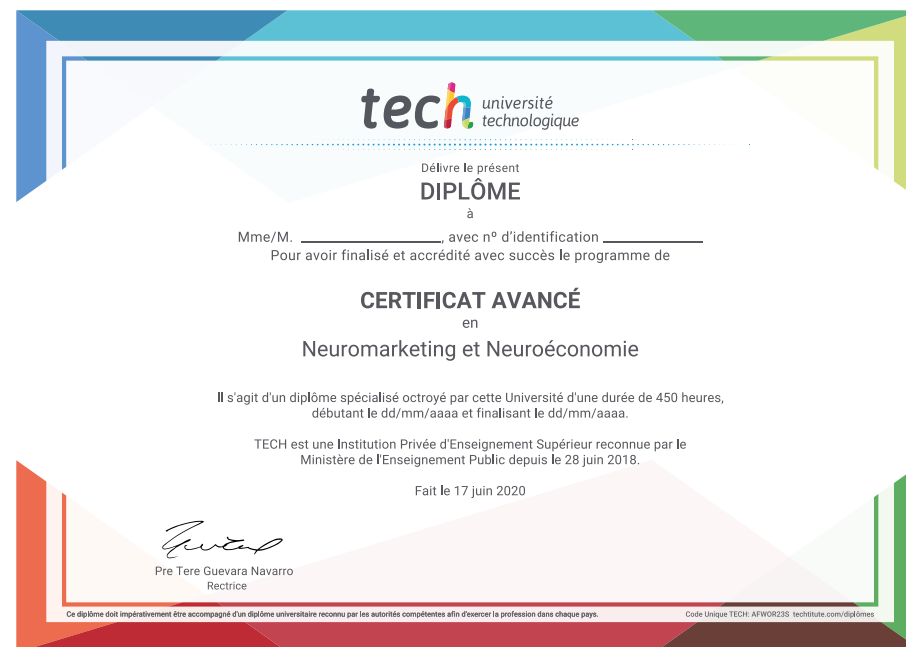 tech université
technologique
Délivre le présent
DIPLÔME
à
Mme/M. ____________________, avec nº d'identification ______________
Pour avoir finalisé et accrédité avec succès le programme de
CERTIFICAT AVANCÉ
en
Neuromarketing et Neuroéconomie
Il s'agit d'un diplôme spécialisé octroyé par cette Université d'une durée de 450 heures,
débutant le dd/mm/aaaa et finalisant le dd/mm/aaaa.
TECH est une Institution Privée d'Enseignement Supérieur reconnue par le
Ministère de l'Enseignement Public depuis le 28 juin 2018.
Fait le 17 juin 2020
Pre Tere Guevara Navarro
Rectrice
Ce diplôme doit impérativement être accompagné d'un diplôme universitaire reconnu par les autorités compétentes afin d'exercer la profession dans chaque pays.
Code Unique TECH: AFWOR23S techtitute.com/diplômes